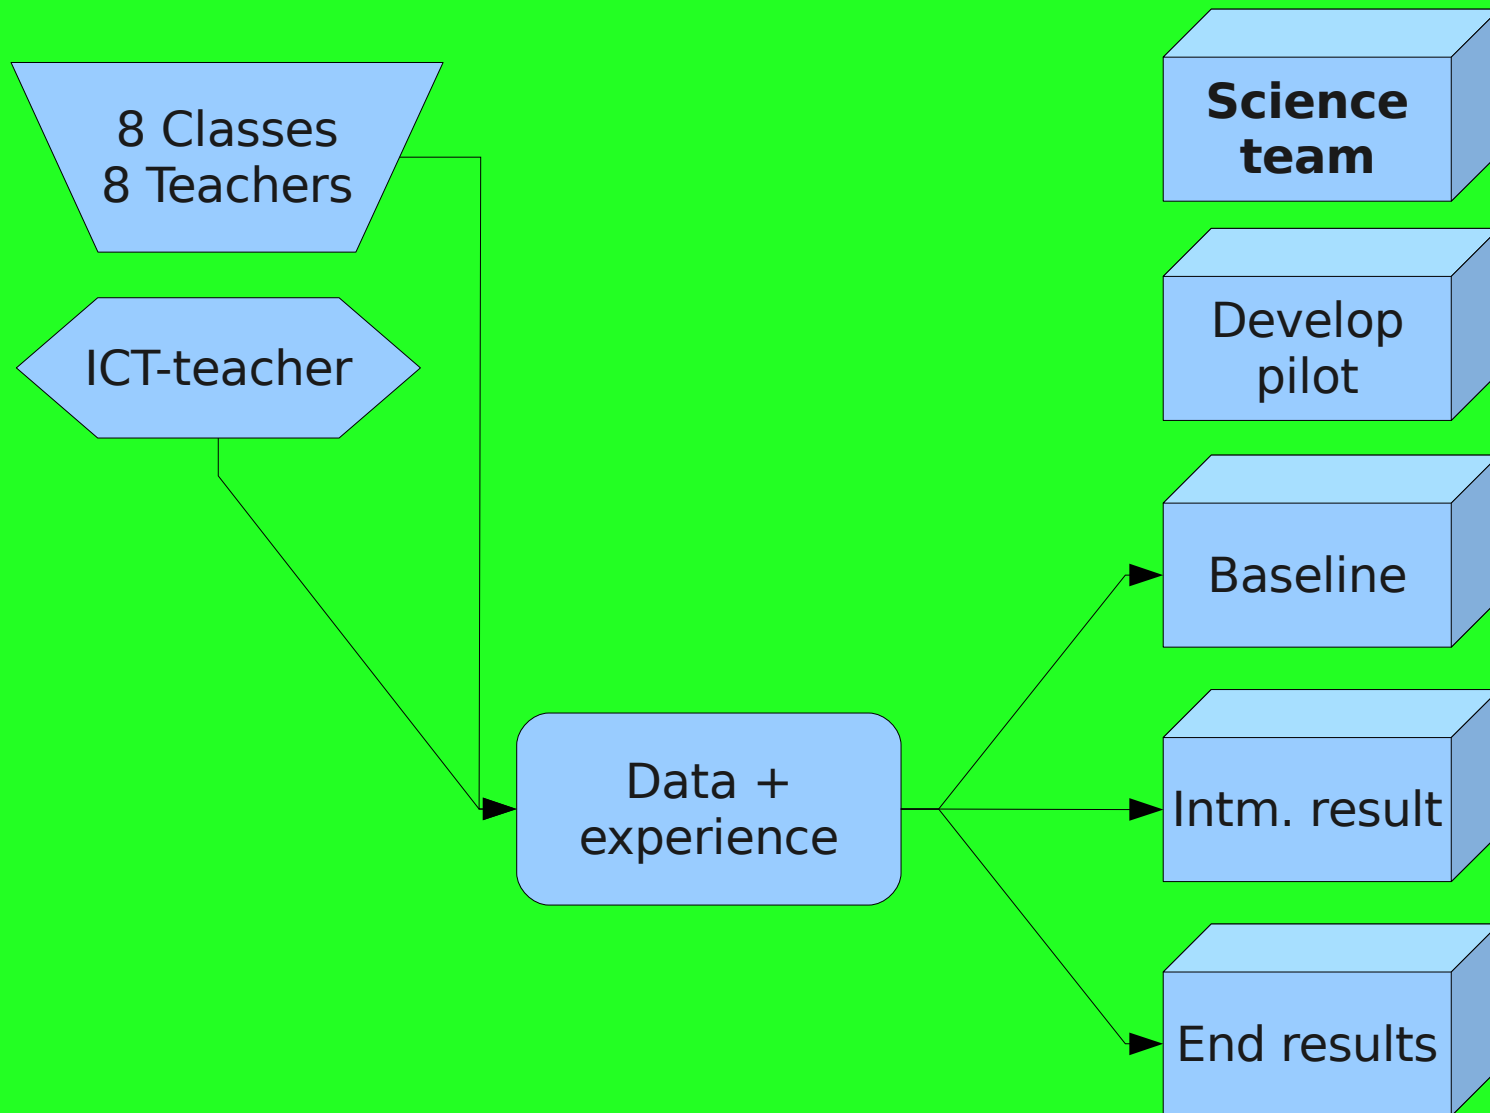 8 Classes
8 Teachers
ICT-teacher
Data +
experience
Science
team
Develop
pilot
Baseline
Intm. result
End results